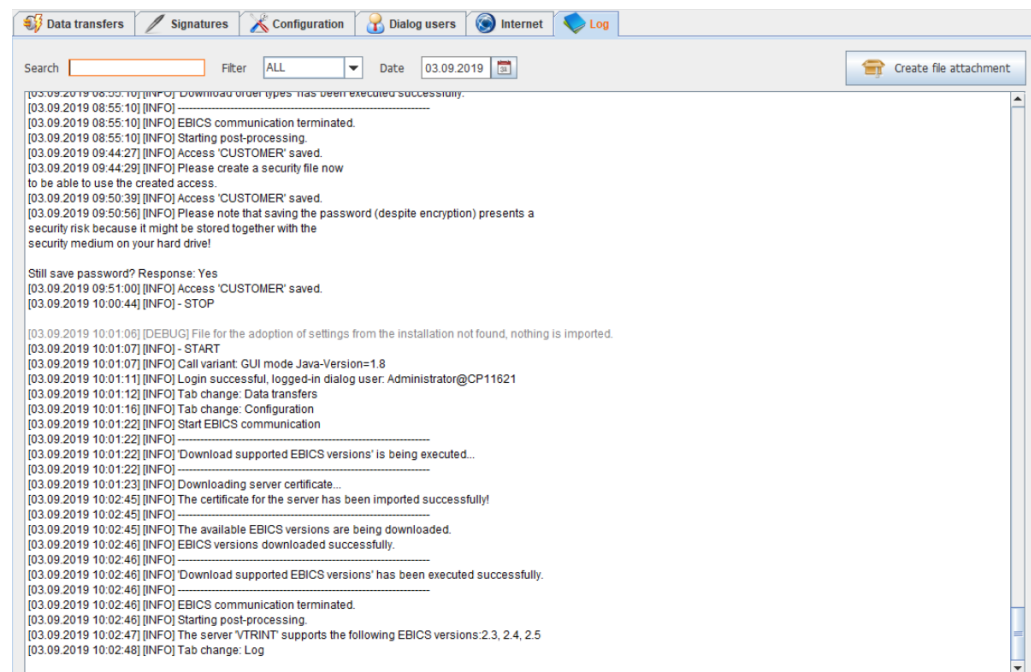 Data transfers Signatures Configuration Dialog users Internet Log
Search Filter ALL Date 03.09.2019 Create file attachment
[03.09.2019 08:55:10] [INFO] 'Download order types' has been executed successfully.
[03.09.2019 08:55:10] [INFO] --------------------------------------------------------------------
[03.09.2019 08:55:10] [INFO] EBICS communication terminated.
[03.09.2019 08:55:10] [INFO] Starting post-processing.
[03.09.2019 09:44:27] [INFO] Access 'CUSTOMER' saved.
[03.09.2019 09:44:29] [INFO] Please create a security file now
to be able to use the created access.
[03.09.2019 09:50:39] [INFO] Access 'CUSTOMER' saved.
[03.09.2019 09:50:56] [INFO] Please note that saving the password (despite encryption) presents a
security risk because it might be stored together with the
security medium on your hard drive!
Still save password? Response: Yes
[03.09.2019 09:51:00] [INFO] Access 'CUSTOMER' saved.
[03.09.2019 10:00:44] [INFO] - STOP
[03.09.2019 10:01:06] [DEBUG] File for the adoption of settings from the installation not found, nothing is imported.
[03.09.2019 10:01:07] [INFO] - START
[03.09.2019 10:01:07] [INFO] Call variant: GUI mode Java-Version=1.8
[03.09.2019 10:01:11] [INFO] Login successful, logged-in dialog user: Administrator@CP11621
[03.09.2019 10:01:12] [INFO] Tab change: Data transfers
[03.09.2019 10:01:16] [INFO] Tab change: Configuration
[03.09.2019 10:01:22] [INFO] Start EBICS communication
[03.09.2019 10:01:22] [INFO] --------------------------------------------------------------------
[03.09.2019 10:01:22] [INFO] 'Download supported EBICS versions' is being executed...
[03.09.2019 10:01:22] [INFO] --------------------------------------------------------------------
[03.09.2019 10:01:23] [INFO] Downloading server certificate...
[03.09.2019 10:02:45] [INFO] The certificate for the server has been imported successfully!
[03.09.2019 10:02:45] [INFO] --------------------------------------------------------------------
[03.09.2019 10:02:45] [INFO] The available EBICS versions are being downloaded.
[03.09.2019 10:02:46] [INFO] EBICS versions downloaded successfully.
[03.09.2019 10:02:46] [INFO] --------------------------------------------------------------------
[03.09.2019 10:02:46] [INFO] 'Download supported EBICS versions' has been executed successfully.
[03.09.2019 10:02:46] [INFO] --------------------------------------------------------------------
[03.09.2019 10:02:46] [INFO] EBICS communication terminated.
[03.09.2019 10:02:46] [INFO] Starting post-processing.
[03.09.2019 10:02:47] [INFO] The server 'VTRINT' supports the following EBICS versions:2.3, 2.4, 2.5
[03.09.2019 10:02:48] [INFO] Tab change: Log